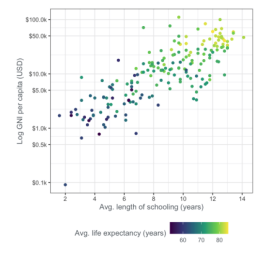 Log GNI per capita (USD)
$100.0k
$50.0k
$10.0k
$5.0k
$1.0k
$0.5k
$0.1k
2 4 6 8 10 12 14
Avg. length of schooling (years)
Avg. life expectancy (years)
60 70 80